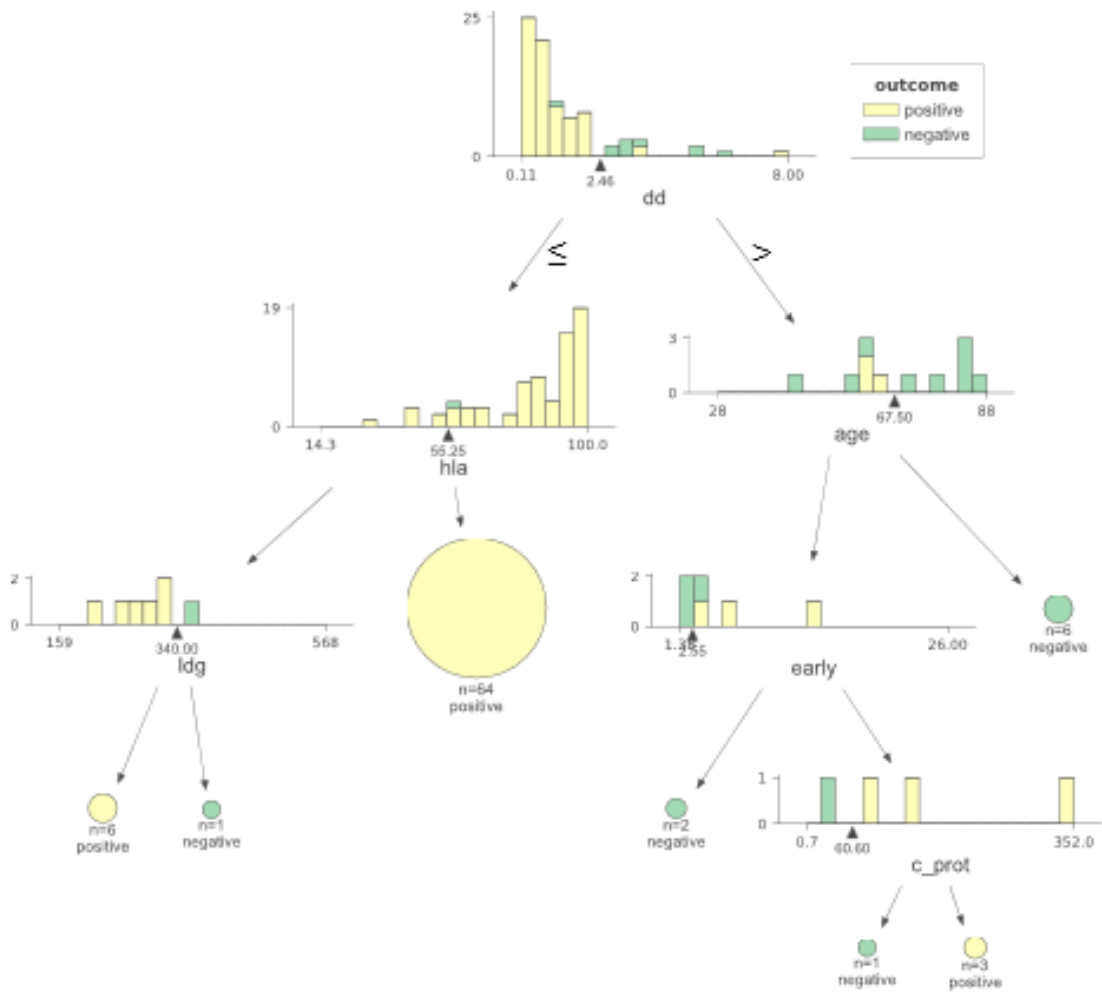 25
0
0.11
2.46
8.00
dd
outcome
positive
negative
≤
>
19
0
14.3
55.25
100.0
hla
3
0
28
67.50
88
age
2
0
159
340.00
568
ldg
n=64
positive
2
0
2.55
26.00
early
n=6
negative
n=6
positive
n=1
negative
n=2
negative
1
0
0.7
60.60
352.0
c_prot
n=1
negative
n=3
positive